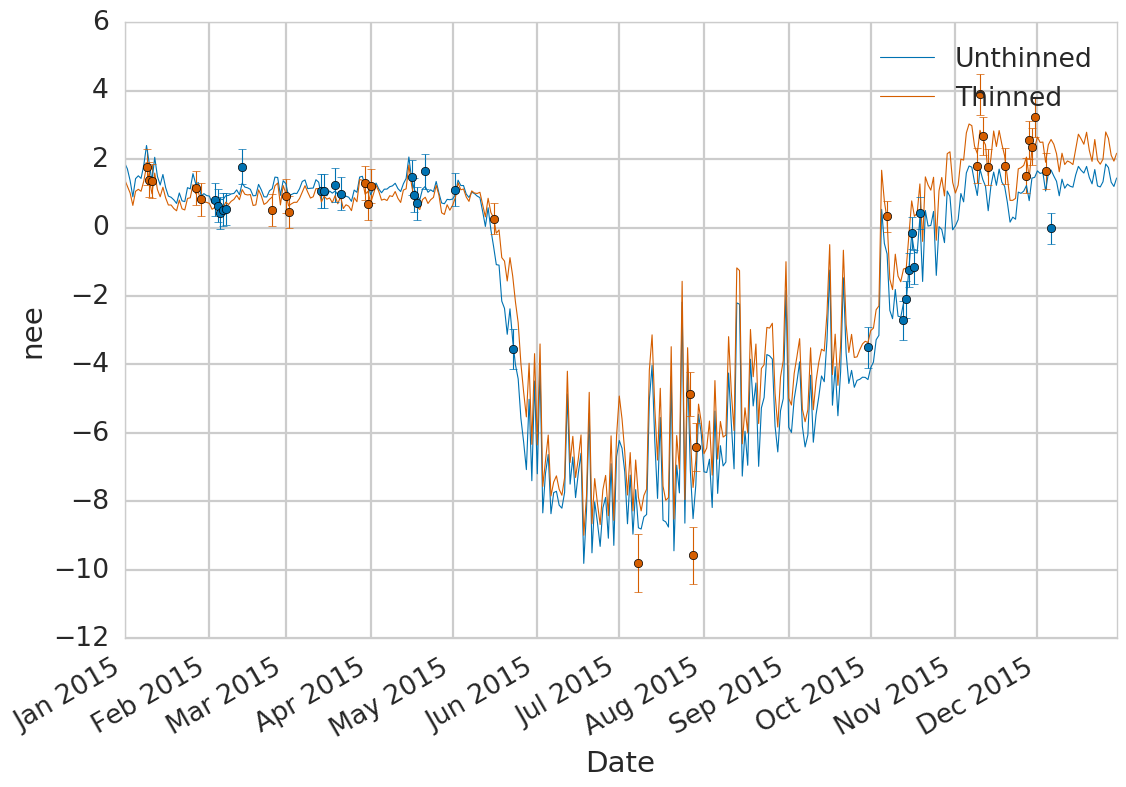 6
4
2
0
−2
−4
−6
−8
−10
−12
nee
Unthinned
Thinned
Jan 2015
Feb 2015
Mar 2015
Apr 2015
May 2015
Jun 2015
Jul 2015
Aug 2015
Sep 2015
Oct 2015
Nov 2015
Dec 2015
Date